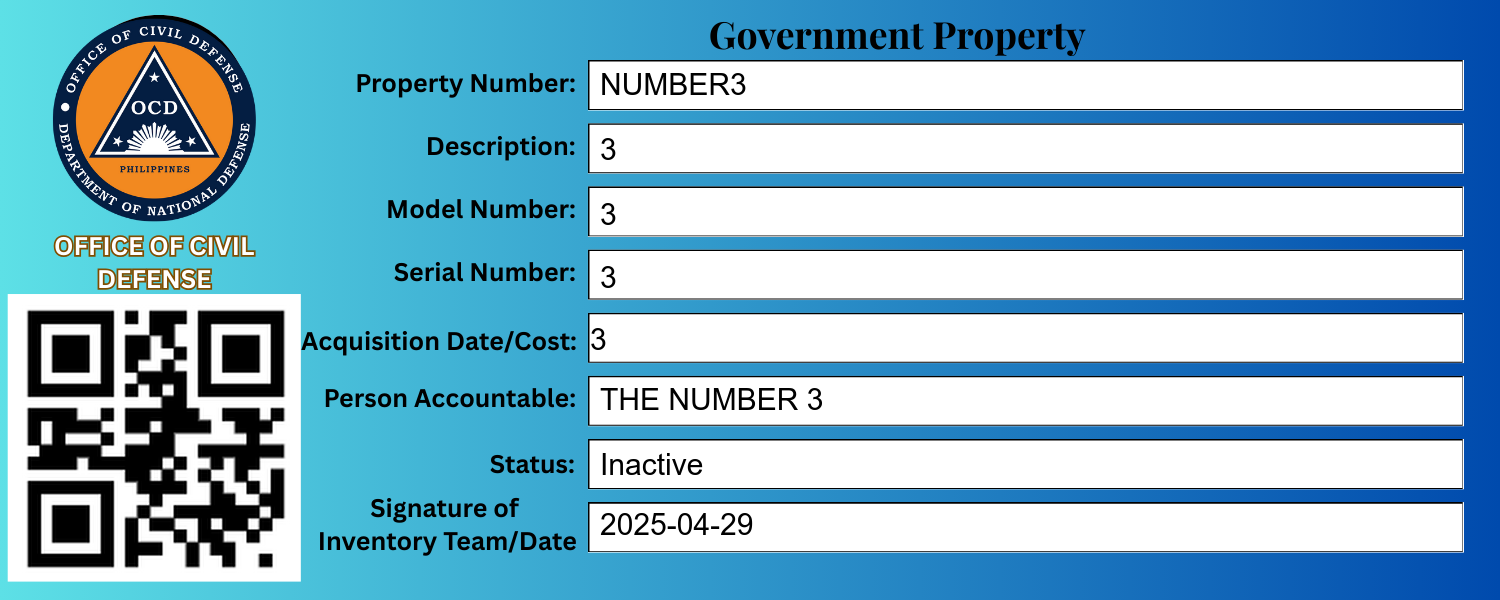 OFFICE OF CIVIL DEFENSE
OCD
PHILIPPINES
DEPARTMENT OF NATIONAL DEFENSE
OFFICE OF CIVIL
DEFENSE
Government Property
Property Number: NUMBER3
Description: 3
Model Number: 3
Serial Number: 3
Acquisition Date/Cost: 3
Person Accountable: THE NUMBER 3
Status: Inactive
Signature of
Inventory Team/Date 2025-04-29